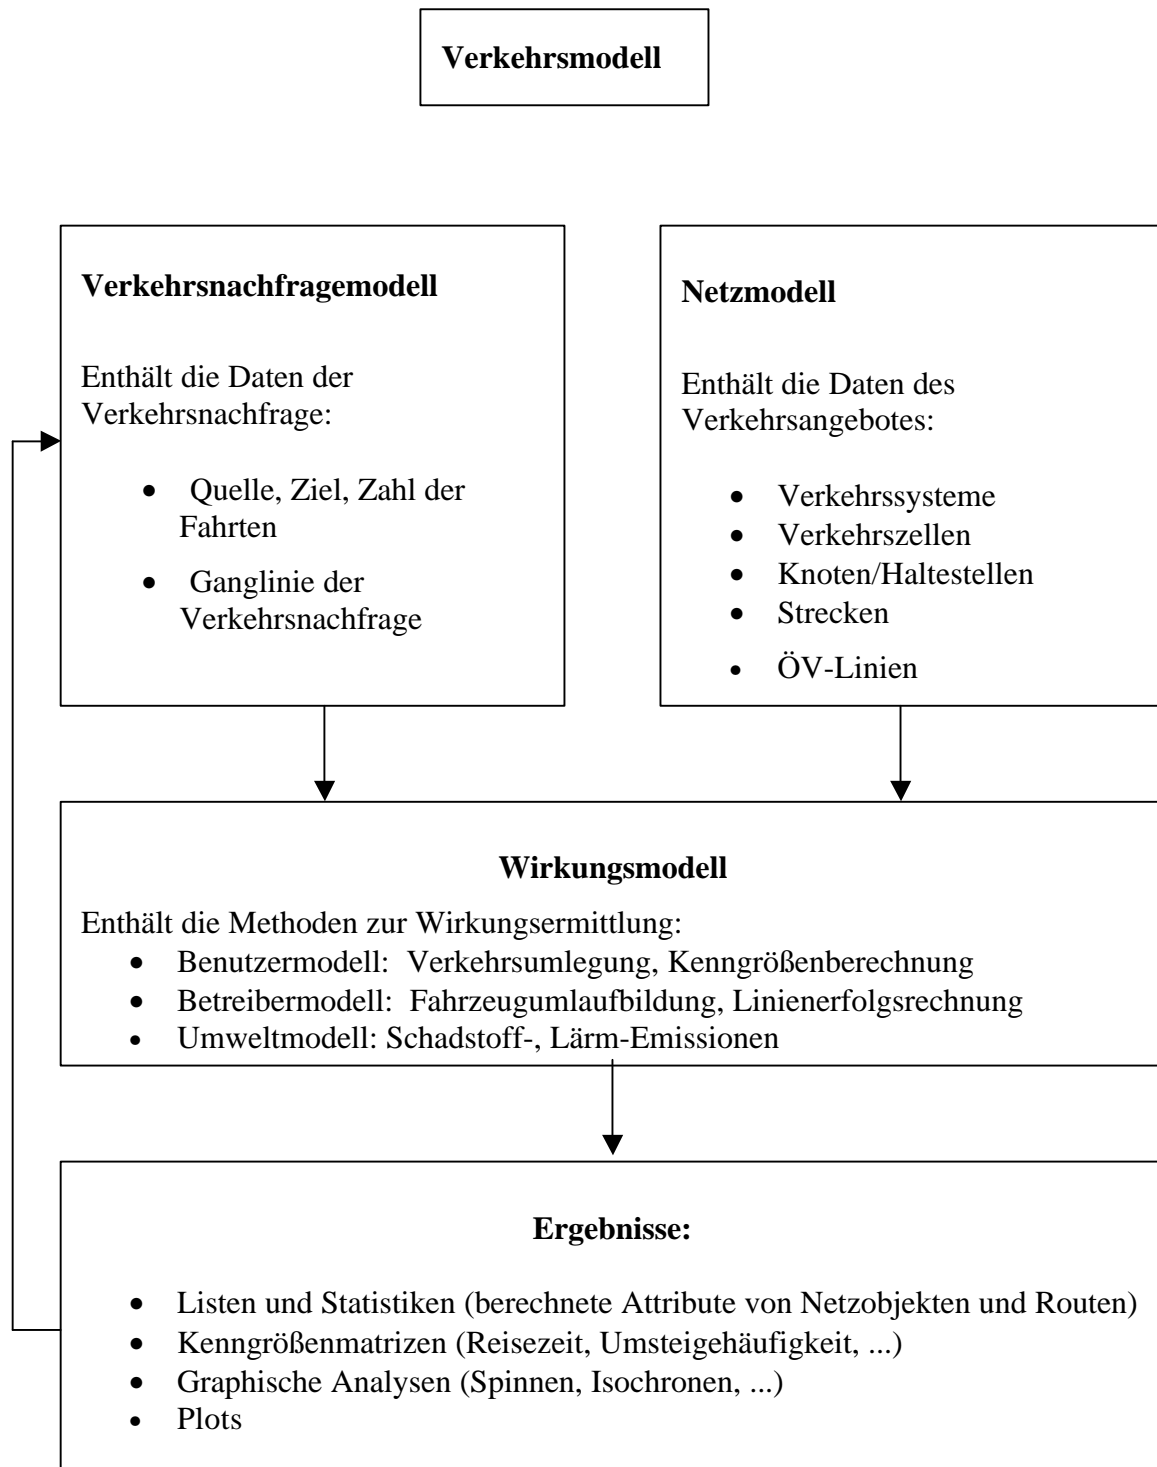 Verkehrsmodell
Verkehrsnachfragemodell
Enthält die Daten der
Verkehrsnachfrage:
• Quelle, Ziel, Zahl der
Fahrten
• Ganglinie der
Verkehrsnachfrage
Netzmodell
Enthält die Daten des
Verkehrsangebotes:
• Verkehrssysteme
• Verkehrszellen
• Knoten/Haltestellen
• Strecken
• ÖV-Linien
Wirkungsmodell
Enthält die Methoden zur Wirkungsermittlung:
• Benutzermodell: Verkehrsumlegung, Kenngrößenberechnung
• Betreibermodell: Fahrzeugumlaufbildung, Linienerfolgsrechnung
• Umweltmodell: Schadstoff-, Lärm-Emissionen
Ergebnisse:
• Listen und Statistiken (berechnete Attribute von Netzobjekten und Routen)
• Kenngrößenmatrizen (Reisezeit, Umsteigehäufigkeit, ...)
• Graphische Analysen (Spinnen, Isochronen, ...)
• Plots